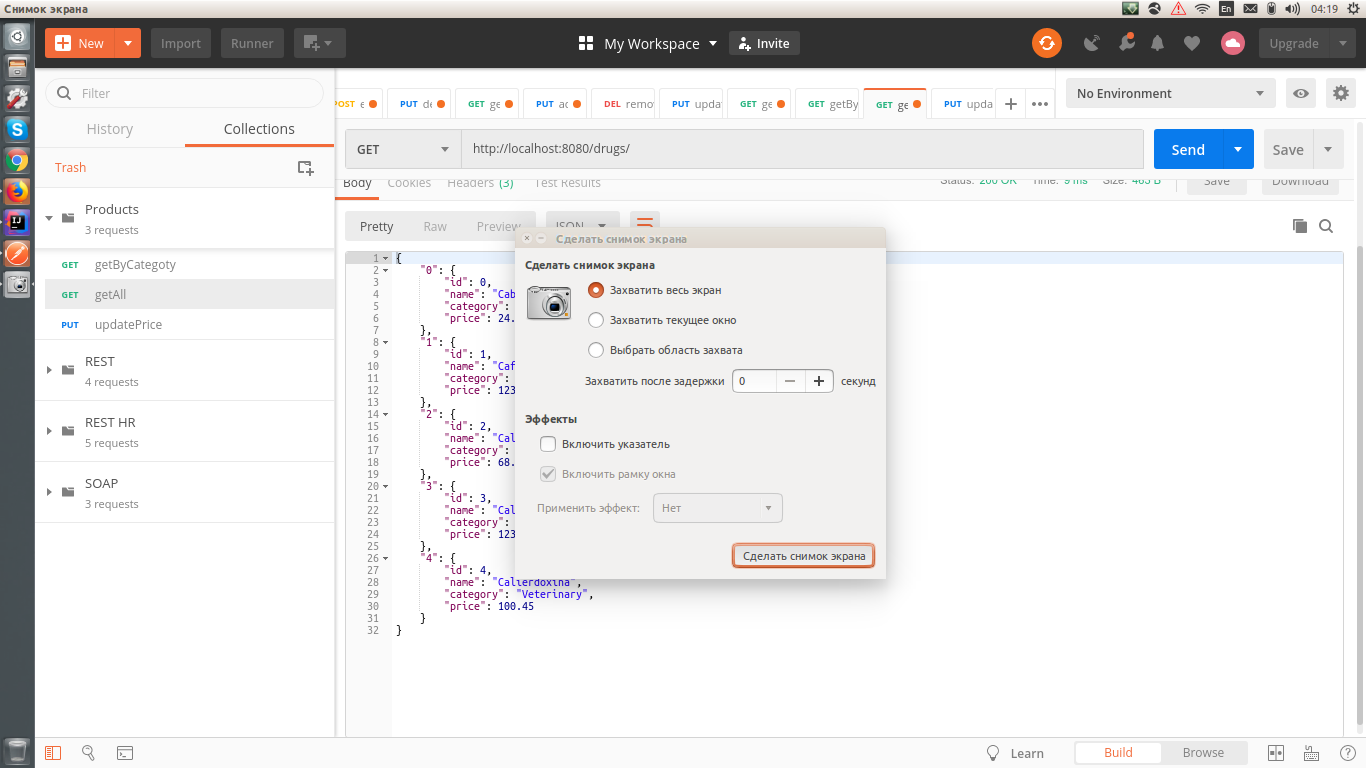 Снимок экрана
En
04:19
New
Import
Runner
My Workspace
Invite
Upgrade
Filter
History
Collections
Trash
Products
3 requests
GET getByCategoty
GET getAll
PUT updatePrice
REST
4 requests
REST HR
5 requests
SOAP
3 requests
POST e
PUT de
GET ge
PUT ac
DEL remo
PUT upda
GET ge
GET getBy
GET ge
PUT upda
No Environment
GET
http://localhost:8080/drugs/
Send
Save
Body
Cookies
Headers (3)
Test Results
Status: 200 OK
Time: 9 ms
Size: 463 B
Save
Download
Pretty
Raw
Preview
JSON
1 {
2 "0": {
3 "id": 0,
4 "name": "Cab
5 "category":
6 "price": 24.
7 },
8 "1": {
9 "id": 1,
10 "name": "Caf
11 "category":
12 "price": 123
13 },
14 "2": {
15 "id": 2,
16 "name": "Cal
17 "category":
18 "price": 68.
19 },
20 "3": {
21 "id": 3,
22 "name": "Cal
23 "category":
24 "price": 123
25 },
26 "4": {
27 "id": 4,
28 "name": "Callerdoxina",
29 "category": "Veterinary",
30 "price": 100.45
31 }
32 }
Сделать снимок экрана
Сделать снимок экрана
Захватить весь экран
Захватить текущее окно
Выбрать область захвата
Захватить после задержки 0 секунд
Эффекты
Включить указатель
Включить рамку окна
Применить эффект: Нет
Сделать снимок экрана
Learn
Build
Browse